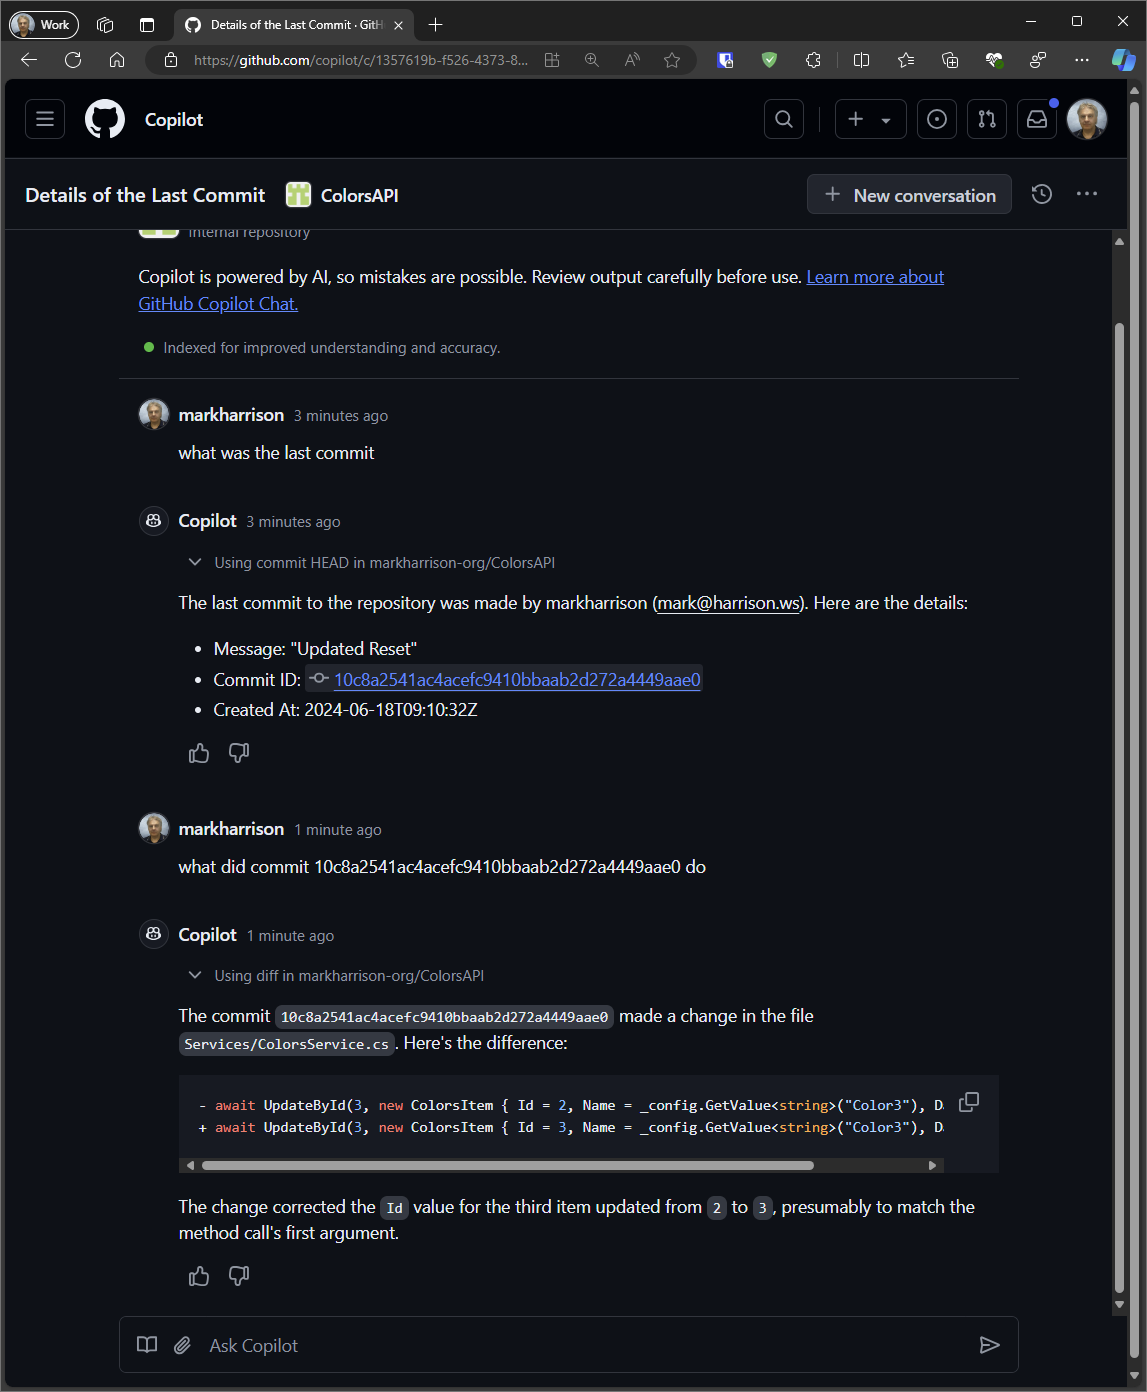 Work
Details of the Last Commit · GitH
https://github.com/copilot/c/1357619b-f526-4373-8...
Copilot
Details of the Last Commit ColorsAPI
New conversation
Internal repository
Copilot is powered by AI, so mistakes are possible. Review output carefully before use. Learn more about
GitHub Copilot Chat.
Indexed for improved understanding and accuracy.
markharrison 3 minutes ago
what was the last commit
Copilot 3 minutes ago
Using commit HEAD in markharrison-org/ColorsAPI
The last commit to the repository was made by markharrison (mark@harrison.ws). Here are the details:
• Message: "Updated Reset"
• Commit ID: 10c8a2541ac4acefc9410bbaab2d272a4449aae0
• Created At: 2024-06-18T09:10:32Z
markharrison 1 minute ago
what did commit 10c8a2541ac4acefc9410bbaab2d272a4449aae0 do
Copilot 1 minute ago
Using diff in markharrison-org/ColorsAPI
The commit 10c8a2541ac4acefc9410bbaab2d272a4449aae0 made a change in the file
Services/ColorsService.cs. Here's the difference:
- await UpdateById(3, new ColorsItem { Id = 2, Name = _config.GetValue<string>("Color3"), D
+ await UpdateById(3, new ColorsItem { Id = 3, Name = _config.GetValue<string>("Color3"), D
The change corrected the Id value for the third item updated from 2 to 3, presumably to match the
method call's first argument.
Ask Copilot